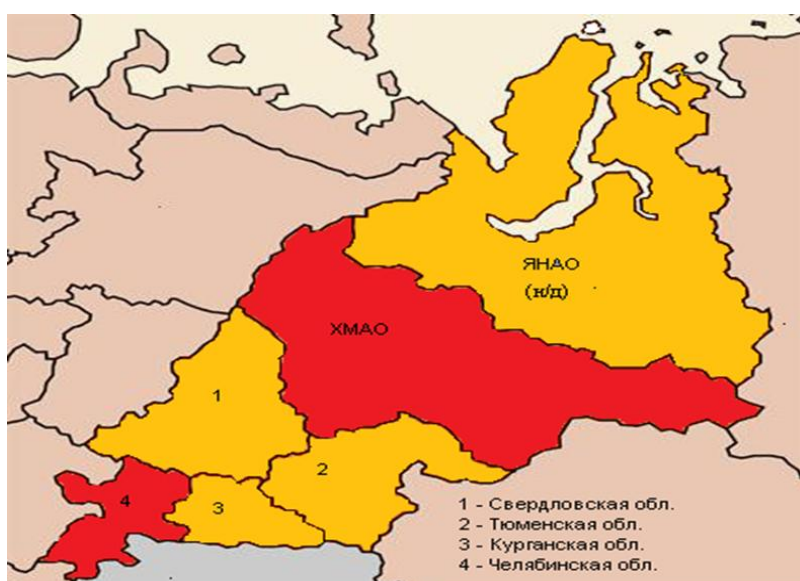 ЯНАО
(н/д)
ХМАО
1
2
3
4
1 - Свердловская обл.
2 - Тюменская обл.
3 - Курганская обл.
4 - Челябинская обл.